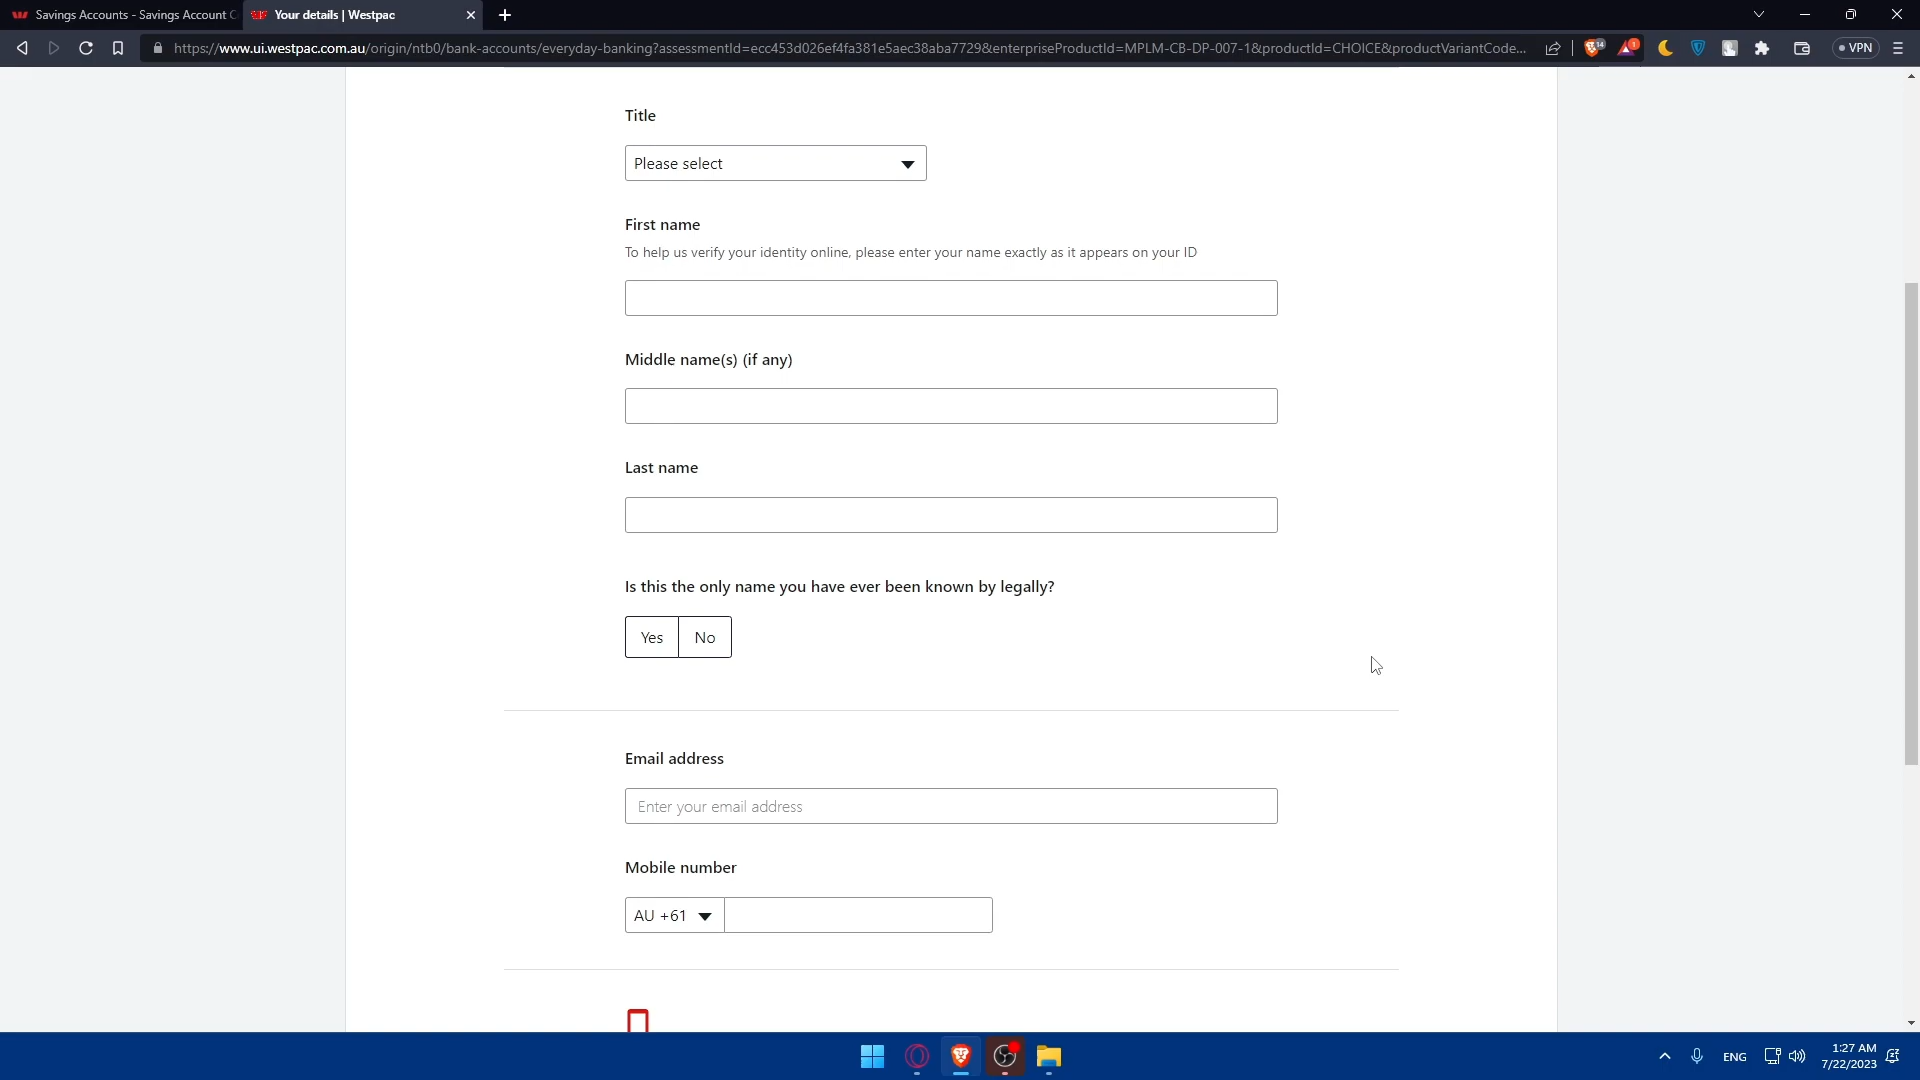 Savings Accounts - Savings Account C
Your details | Westpac
https://www.ui.westpac.com.au/origin/ntb0/bank-accounts/everyday-banking?assessmentId=ecc453d026ef4fa381e5aec38aba7729&enterpriseProductId=MPLM-CB-DP-007-1&productId=CHOICE&productVariantCode...
14
1
VPN
Title
Please select
First name
To help us verify your identity online, please enter your name exactly as it appears on your ID
Middle name(s) (if any)
Last name
Is this the only name you have ever been known by legally?
Yes No
Email address
Enter your email address
Mobile number
AU +61
ENG
1:27 AM
7/22/2023